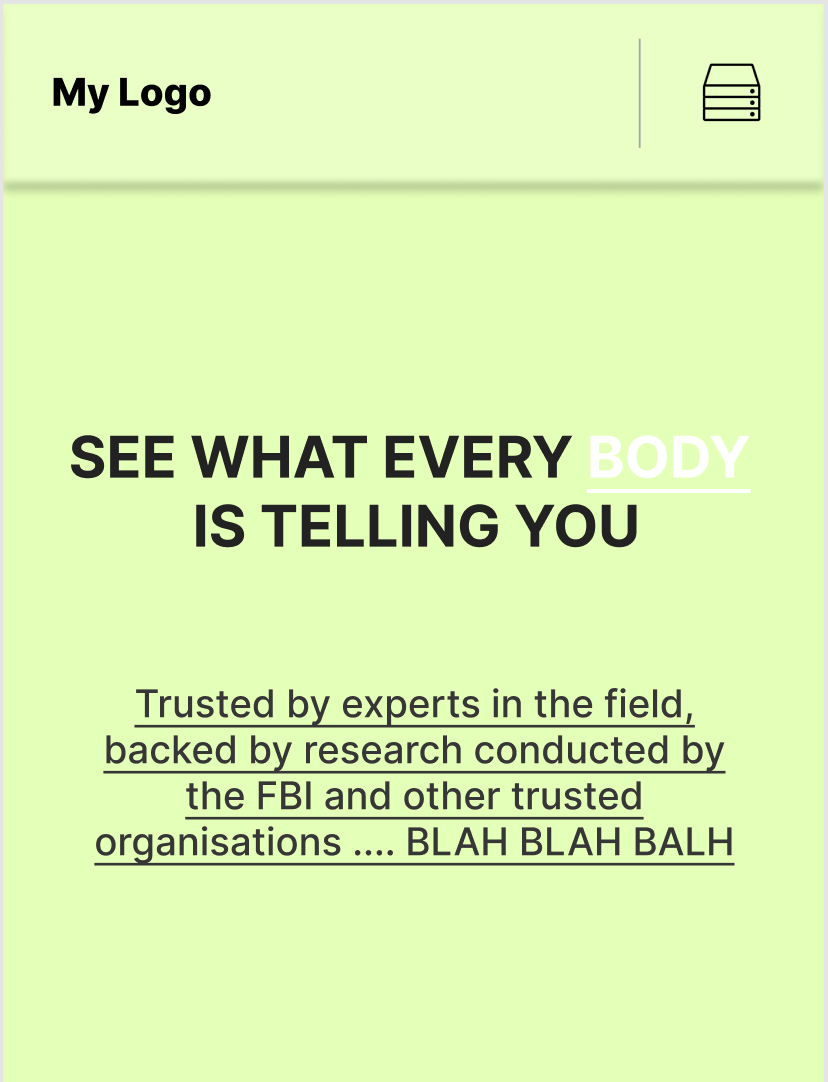 My Logo
SEE WHAT EVERY BODY
IS TELLING YOU
Trusted by experts in the field,
backed by research conducted by
the FBI and other trusted
organisations .... BLAH BLAH BALH